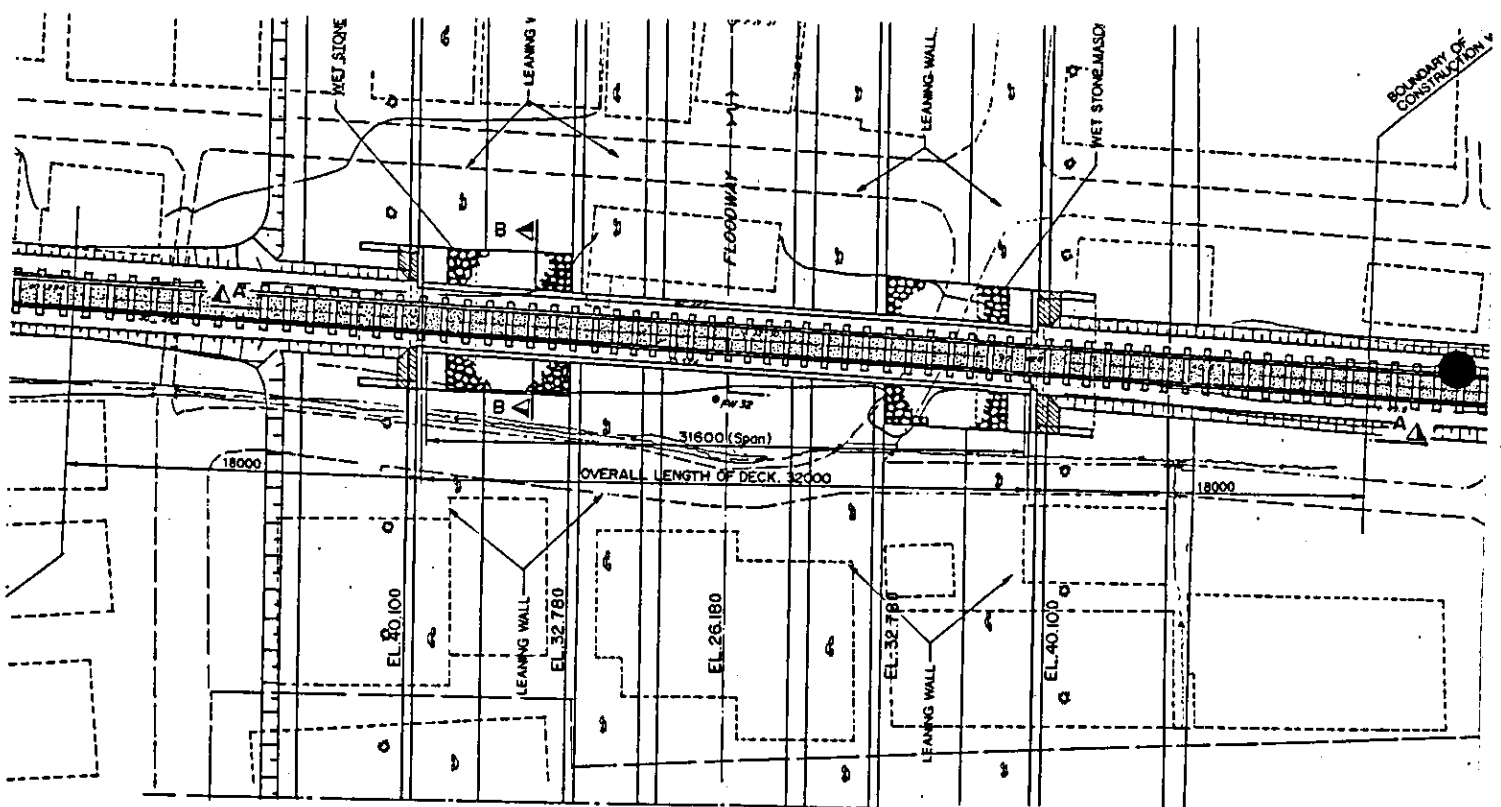 WET STONE
LEANING
LEANING WALL
WET STONE MASO
BOUNDARY OF
CONSTRUCTION
FLOODWAY
B
A
B
A
31600 (Span)
18000
OVERALL LENGTH OF DECK. 32000
18000
EL.40.100
LEANING WALL
EL.32.780
EL.26.180
EL.32.780
LEANING WALL
EL.40.100